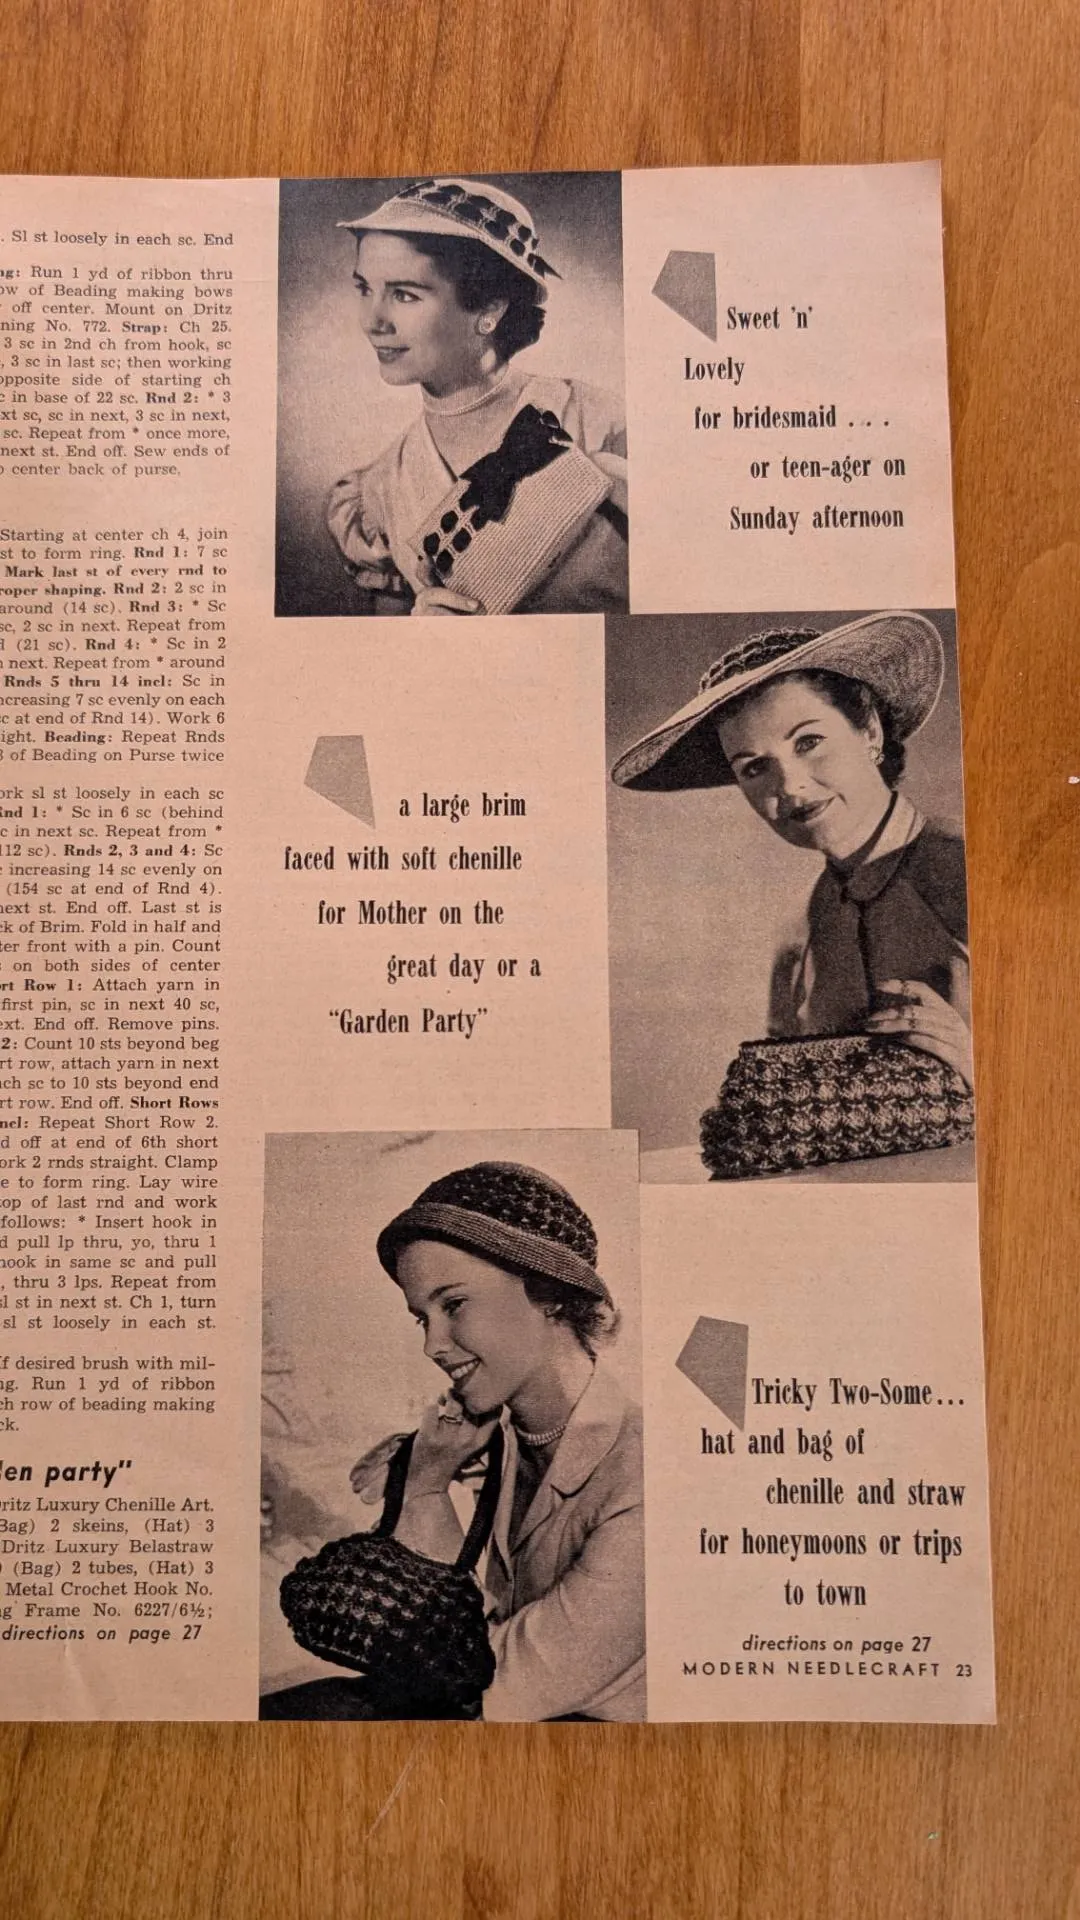 . Sl st loosely in each sc. End
Run 1 yd of ribbon thru
of Beading making bows
off center. Mount on Dritz
No. 772. Strap: Ch 25.
3 sc in 2nd ch from hook, sc
, 3 sc in last sc; then working
opposite side of starting ch
in base of 22 sc. Rnd 2: * 3
sc, sc in next, 3 sc in next,
sc. Repeat from * once more,
next st. End off. Sew ends of
center back of purse.
Starting at center ch 4, join
st to form ring. Rnd 1: 7 sc
Mark last st of every rnd to
shaping. Rnd 2: 2 sc in
around (14 sc). Rnd 3: * Sc
sc, 2 sc in next. Repeat from
(21 sc). Rnd 4: * Sc in 2
next. Repeat from * around
Rnds 5 thru 14 incl: Sc in
increasing 7 sc evenly on each
at end of Rnd 14). Work 6
Beading: Repeat Rnds
of Beading on Purse twice
sl st loosely in each sc
Rnd 1: * Sc in 6 sc (behind
in next sc. Repeat from *
112 sc). Rnds 2, 3 and 4: Sc
increasing 14 sc evenly on
(154 sc at end of Rnd 4).
next st. End off. Last st is
of Brim. Fold in half and
front with a pin. Count
on both sides of center
Row 1: Attach yarn in
first pin, sc in next 40 sc,
End off. Remove pins.
2: Count 10 sts beyond beg
row, attach yarn in next
sc to 10 sts beyond end
row. End off. Short Rows
Repeat Short Row 2.
off at end of 6th short
2 rnds straight. Clamp
to form ring. Lay wire
of last rnd and work
follows: * Insert hook in
pull lp thru, yo, thru 1
hook in same sc and pull
, thru 3 lps. Repeat from
sl st in next st. Ch 1, turn
sl st loosely in each st.
If desired brush with mil-
Run 1 yd of ribbon
row of beading making
party"
Dritz Luxury Chenille Art.
Bag) 2 skeins, (Hat) 3
Dritz Luxury Belastraw
(Bag) 2 tubes, (Hat) 3
Metal Crochet Hook No.
Frame No. 6227/6½;
directions on page 27
Sweet 'n'
Lovely
for bridesmaid . . .
or teen-ager on
Sunday afternoon
a large brim
faced with soft chenille
for Mother on the
great day or a
"Garden Party"
Tricky Two-Some...
hat and bag of
chenille and straw
for honeymoons or trips
to town
directions on page 27
MODERN NEEDLECRAFT 23